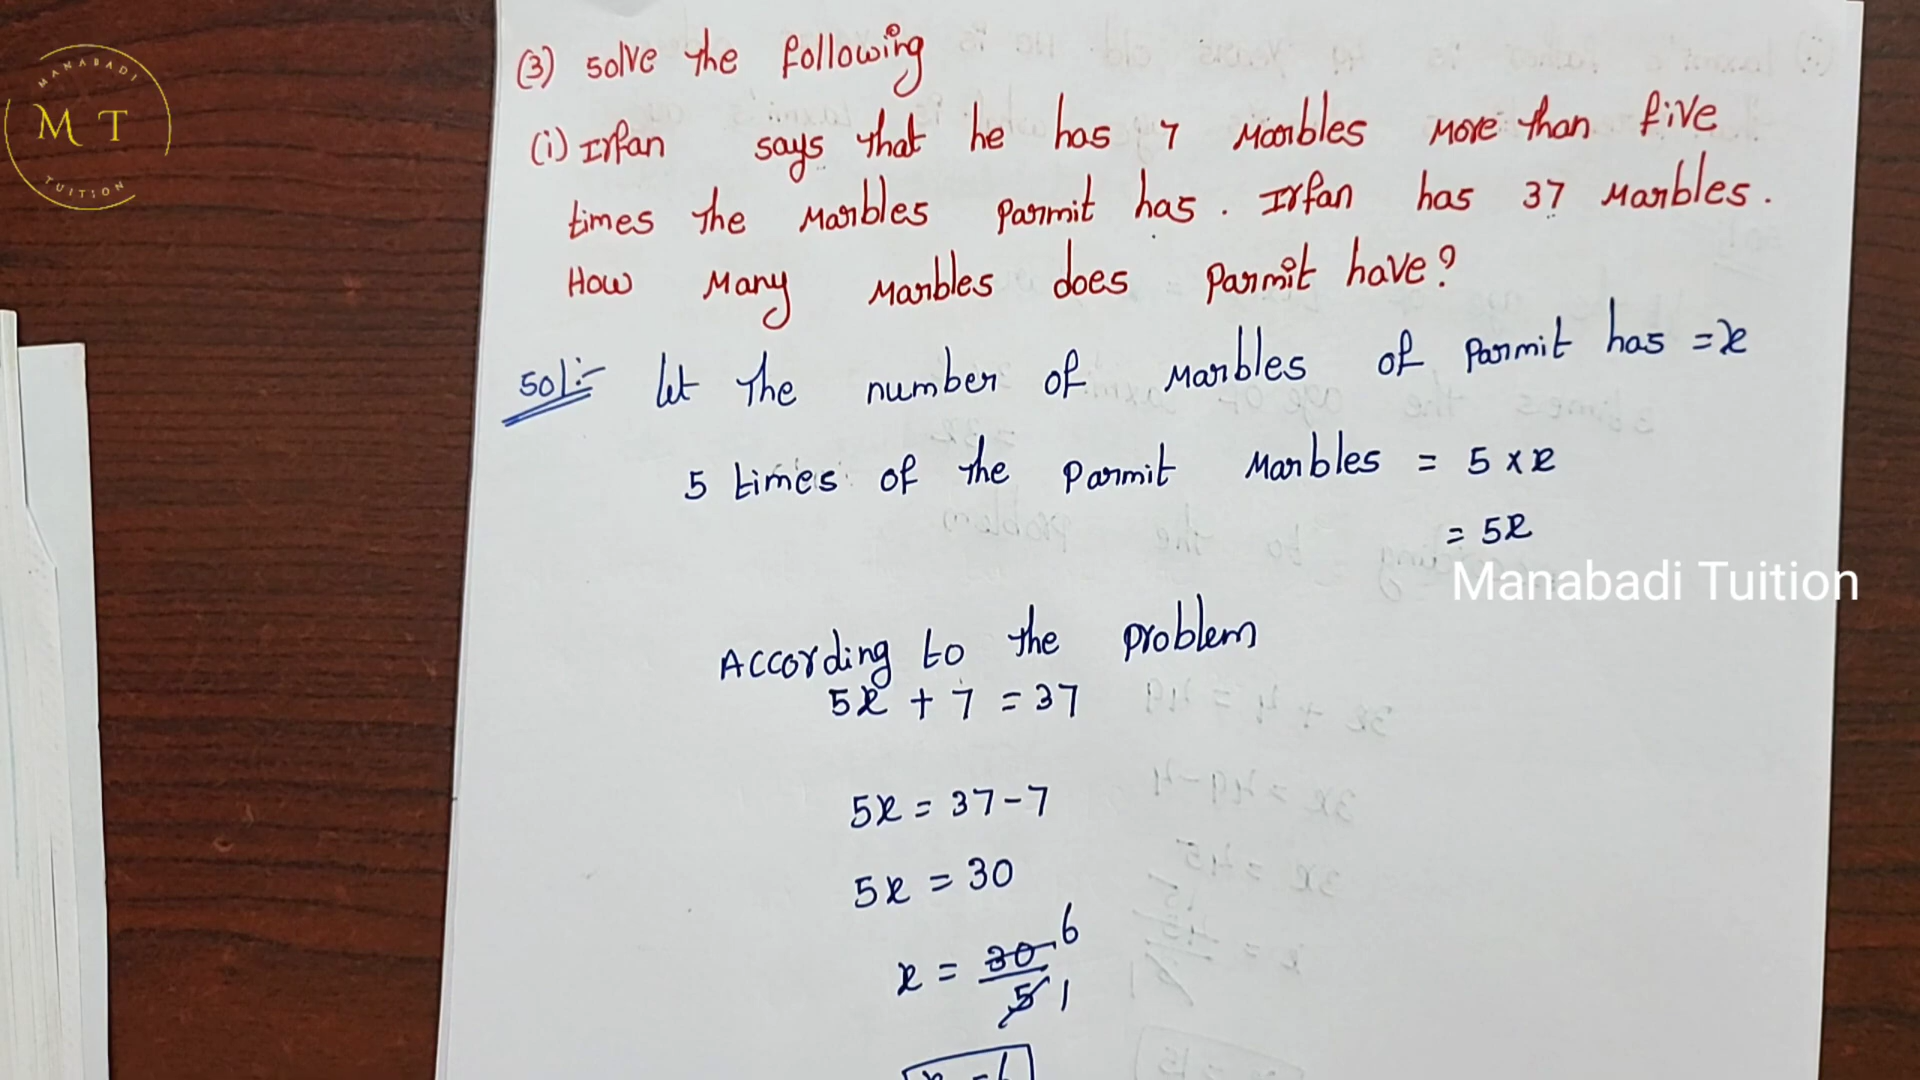 MANABADI
M T
TUITION
(3) solve the following
(i) Irfan says that he has 7 Marbles More than five
times the Marbles Parmit has. Irfan has 37 Marbles.
How Many Marbles does Parmit have?
Sol:- let the number of Marbles of Parmit has = x
5 times of the Parmit Marbles = 5 × x
= 5x
Manabadi Tuition
According to the problem
5x + 7 = 37
5x = 37 - 7
5x = 30
x = 30/5 6 1